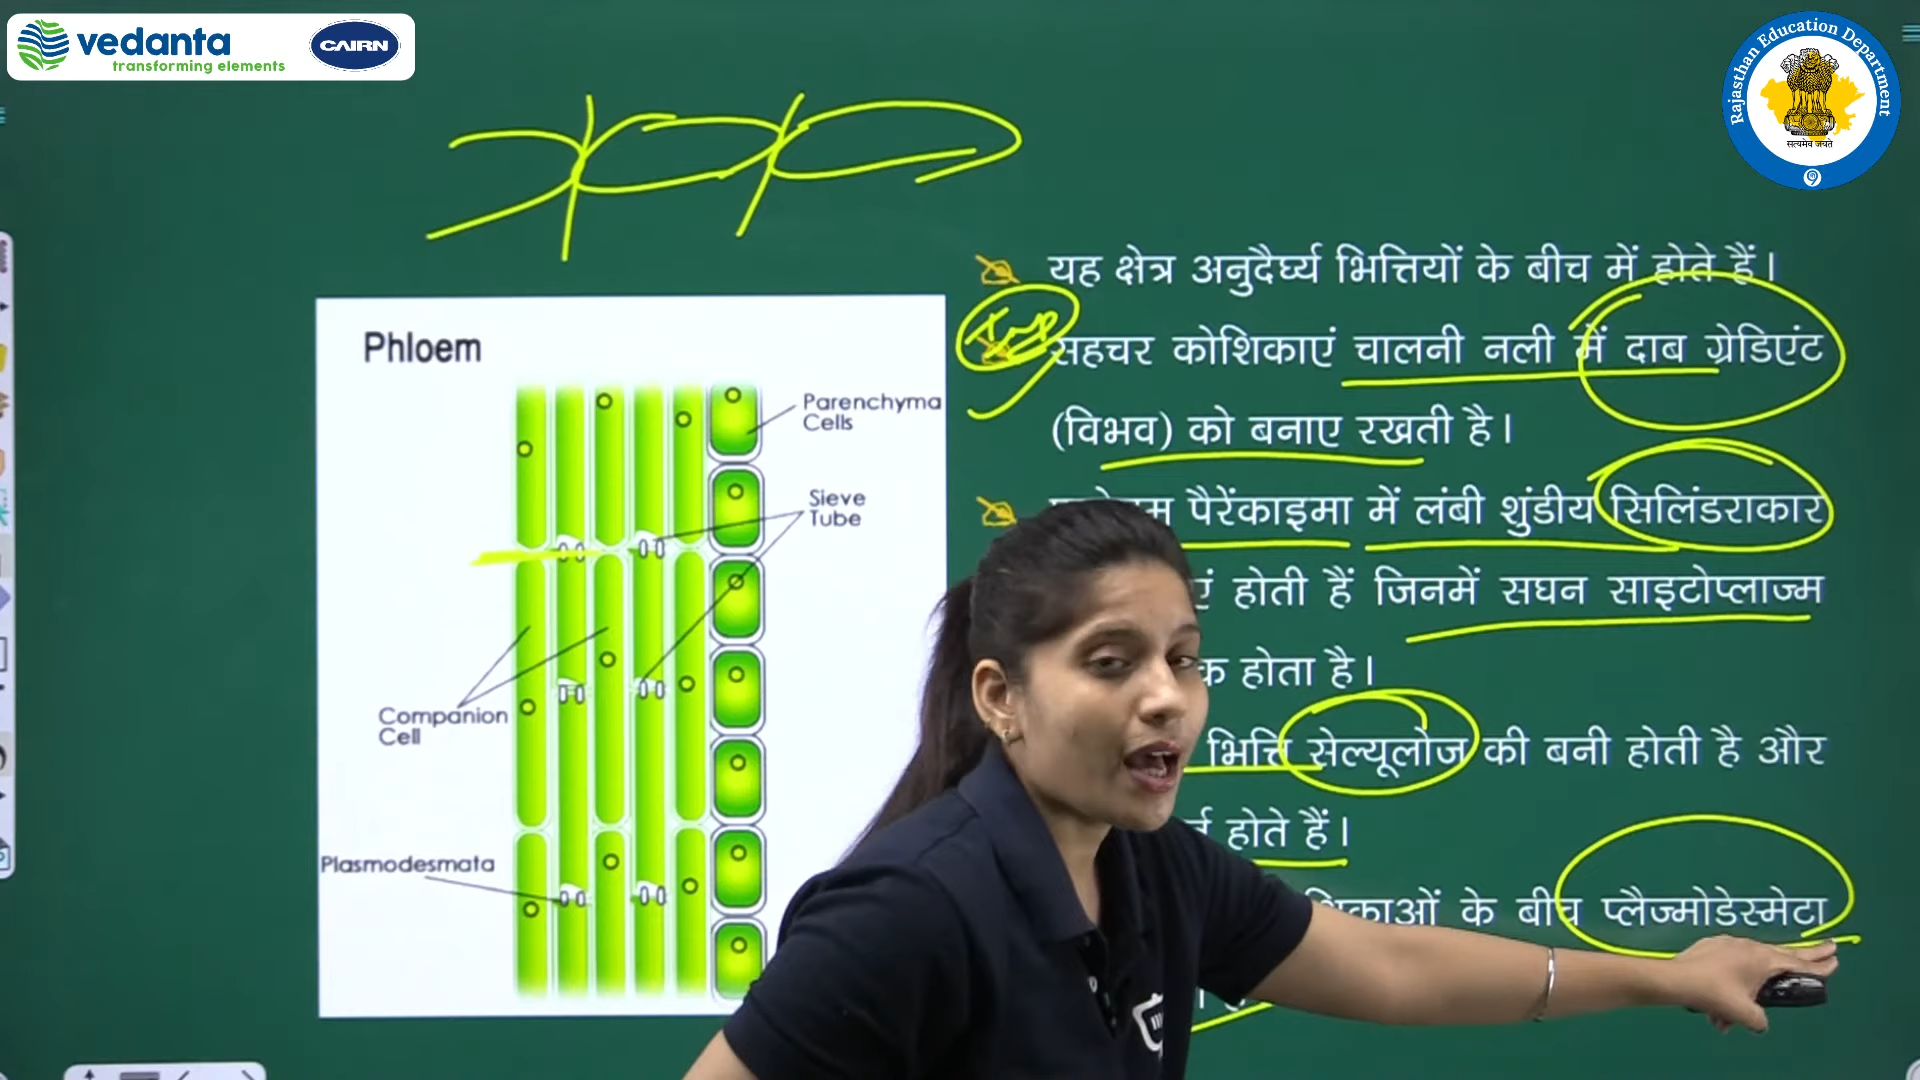 vedanta
transforming elements
CAIRN
Rajasthan Education Department
सत्यमेव जयते
यह क्षेत्र अनुदैर्घ्य भित्तियों के बीच में होते हैं।
Imp
सहचर कोशिकाएं चालनी नली में दाब ग्रेडिएंट
(विभव) को बनाए रखती है।
पैरेंकाइमा में लंबी शुंडीय सिलिंडराकार
होती हैं जिनमें सघन साइटोप्लाज्म
होता है।
भित्ति सेल्यूलोज की बनी होती है और
होते हैं।
के बीच प्लैज्मोडेस्मेटा
Phloem
Parenchyma
Cells
Sieve
Tube
Companion
Cell
Plasmodesmata